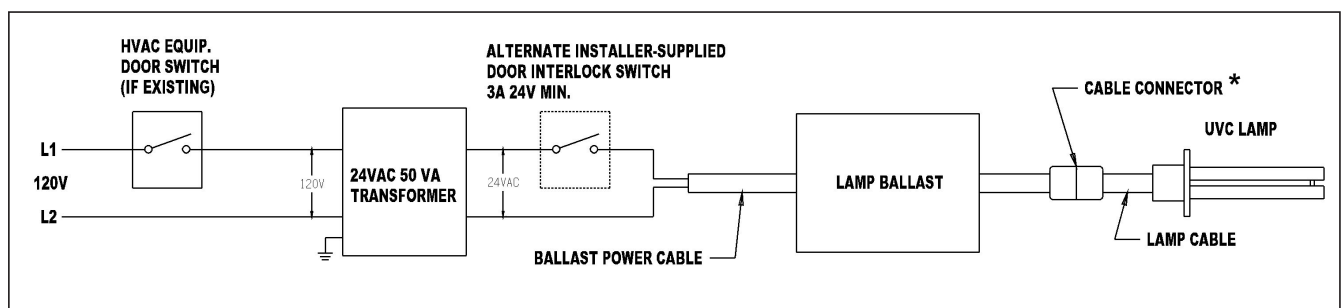 HVAC EQUIP.
DOOR SWITCH
(IF EXISTING)
ALTERNATE INSTALLER-SUPPLIED
DOOR INTERLOCK SWITCH
3A 24V MIN.
CABLE CONNECTOR *
UVC LAMP
L1
120V
L2
120V
24VAC 50 VA
TRANSFORMER
24VAC
LAMP BALLAST
BALLAST POWER CABLE
LAMP CABLE